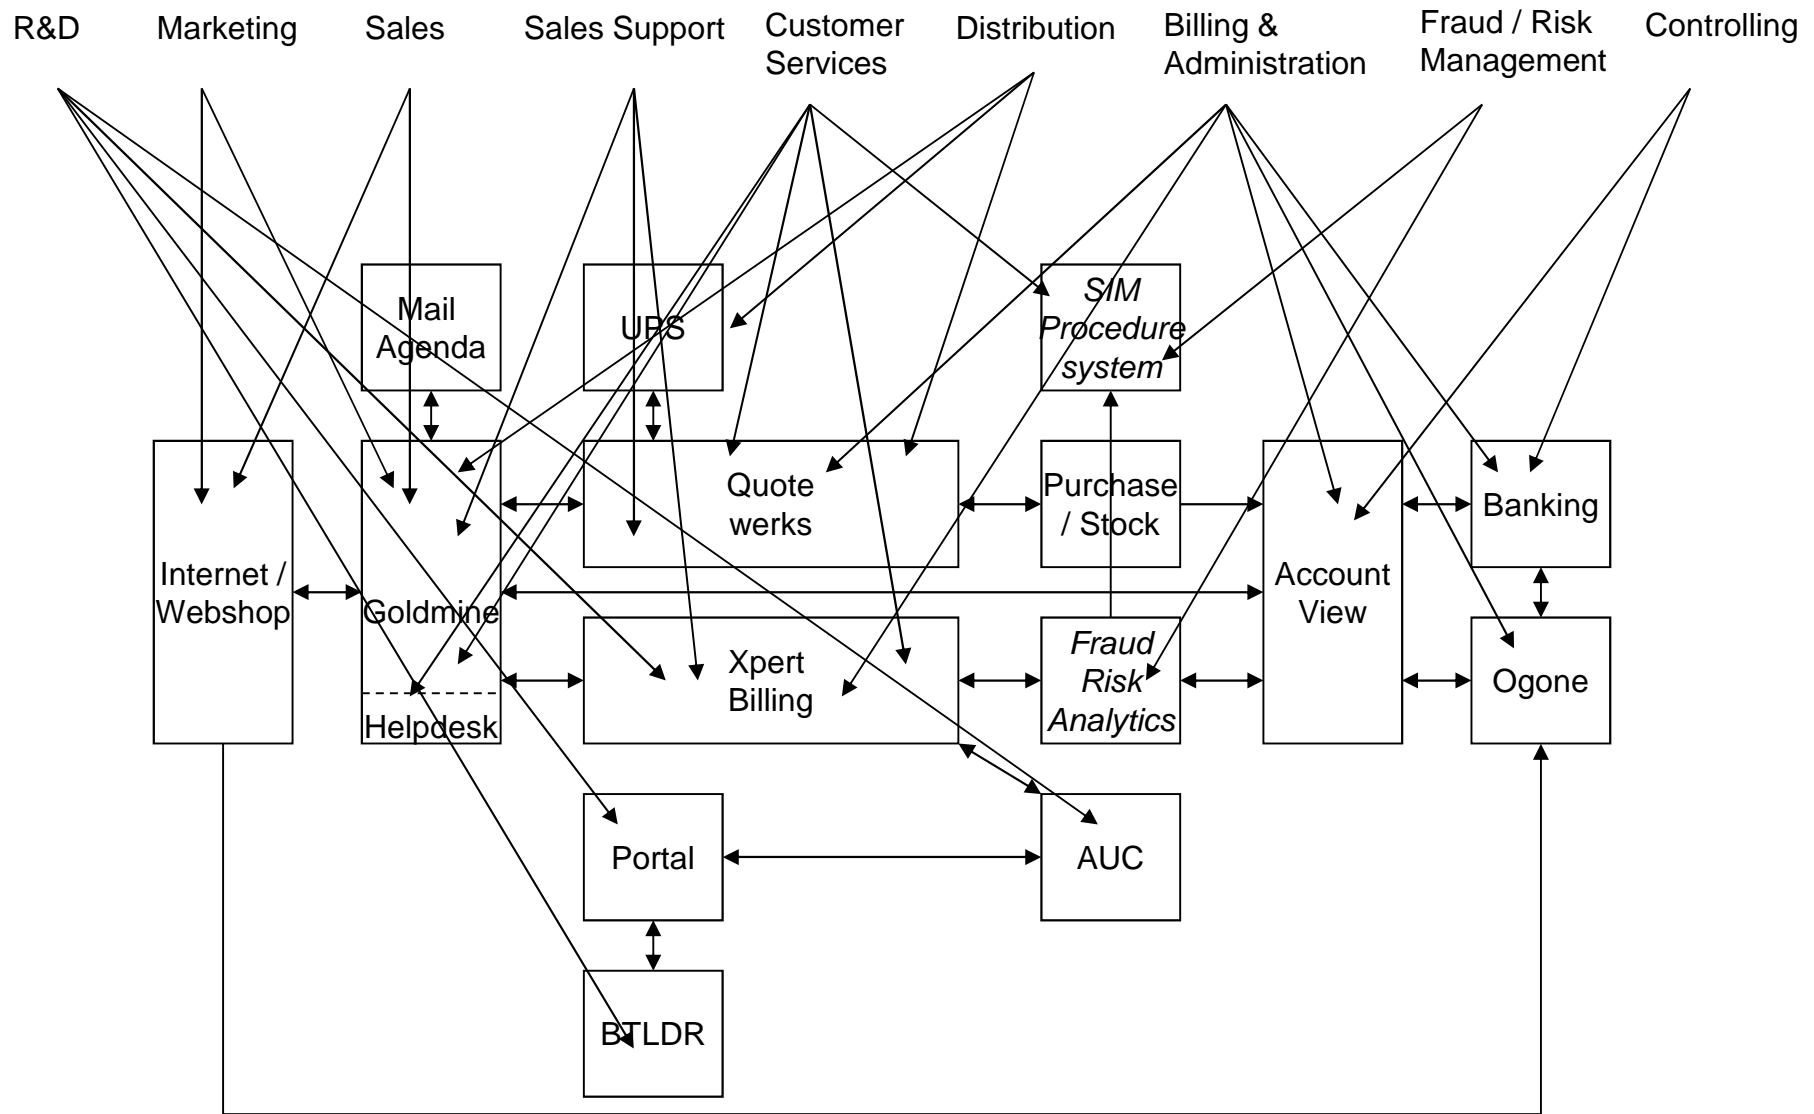 R&D
Marketing
Sales
Sales Support
Customer
Services
Distribution
Billing &
Administration
Fraud / Risk
Management
Controlling
Mail
Agenda
UPS
SIM
Procedure
system
Internet /
Webshop
Goldmine
Helpdesk
Quote
werks
Purchase
/ Stock
Account
View
Banking
Xpert
Billing
Fraud
Risk
Analytics
Ogone
Portal
AUC
BTLDR